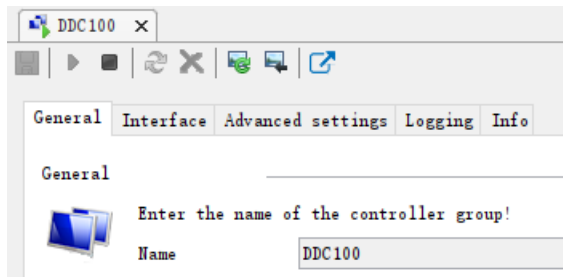 DDC100
General Interface Advanced settings Logging Info
General
Enter the name of the controller group!
Name DDC100